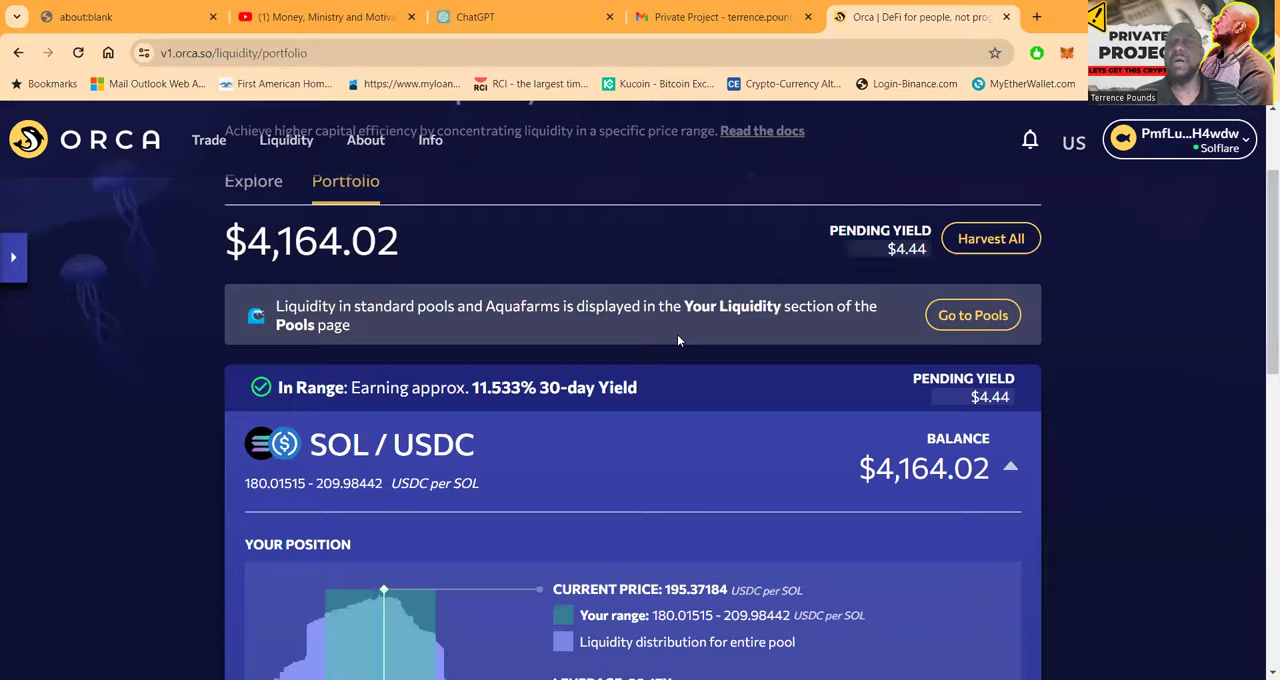 about:blank
(1) Money, Ministry and Motiva
ChatGPT
Private Project - terrence.poun
Orca | DeFi for people, not pro
v1.orca.so/liquidity/portfolio
Bookmarks
Mail Outlook Web A...
First American Hom...
https://www.myloan...
RCI - the largest tim...
Kucoin - Bitcoin Exc...
Crypto-Currency Alt...
Login-Binance.com
MyEtherWallet.com
PRIVATE
PROJEC
LETS GET THIS CRYPT
Terrence Pounds
Achieve higher capital efficiency by concentrating liquidity in a specific price range. Read the docs
ORCA
Trade
Liquidity
About
Info
US
PmfLu...H4wdw
Solflare
Explore
Portfolio
$4,164.02
PENDING YIELD
$4.44
Harvest All
Liquidity in standard pools and Aquafarms is displayed in the Your Liquidity section of the
Pools page
Go to Pools
In Range: Earning approx. 11.533% 30-day Yield
PENDING YIELD
$4.44
SOL / USDC
BALANCE
$4,164.02
180.01515 - 209.98442 USDC per SOL
YOUR POSITION
CURRENT PRICE: 195.37184 USDC per SOL
Your range: 180.01515 - 209.98442 USDC per SOL
Liquidity distribution for entire pool